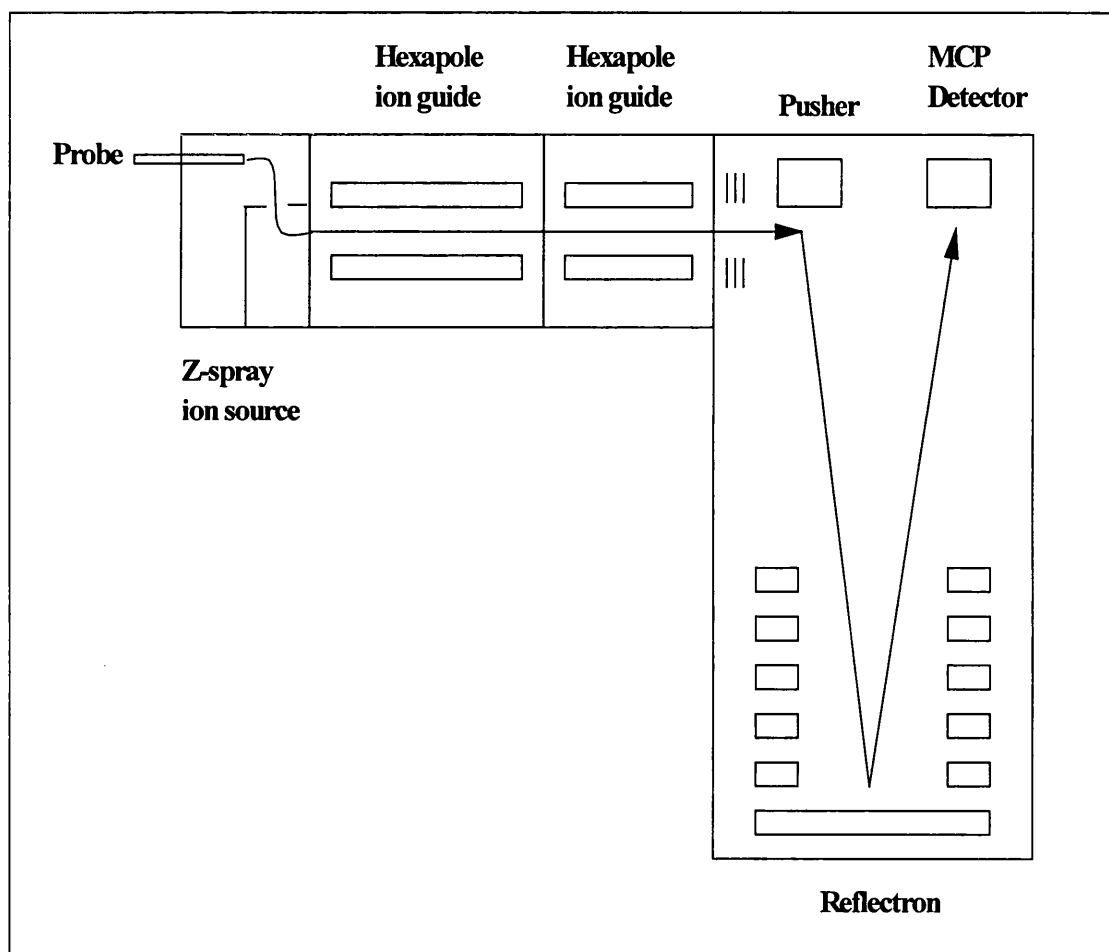 Hexapole
ion guide
Hexapole
ion guide
MCP
Detector
Pusher
Probe
Z-spray
ion source
Reflectron